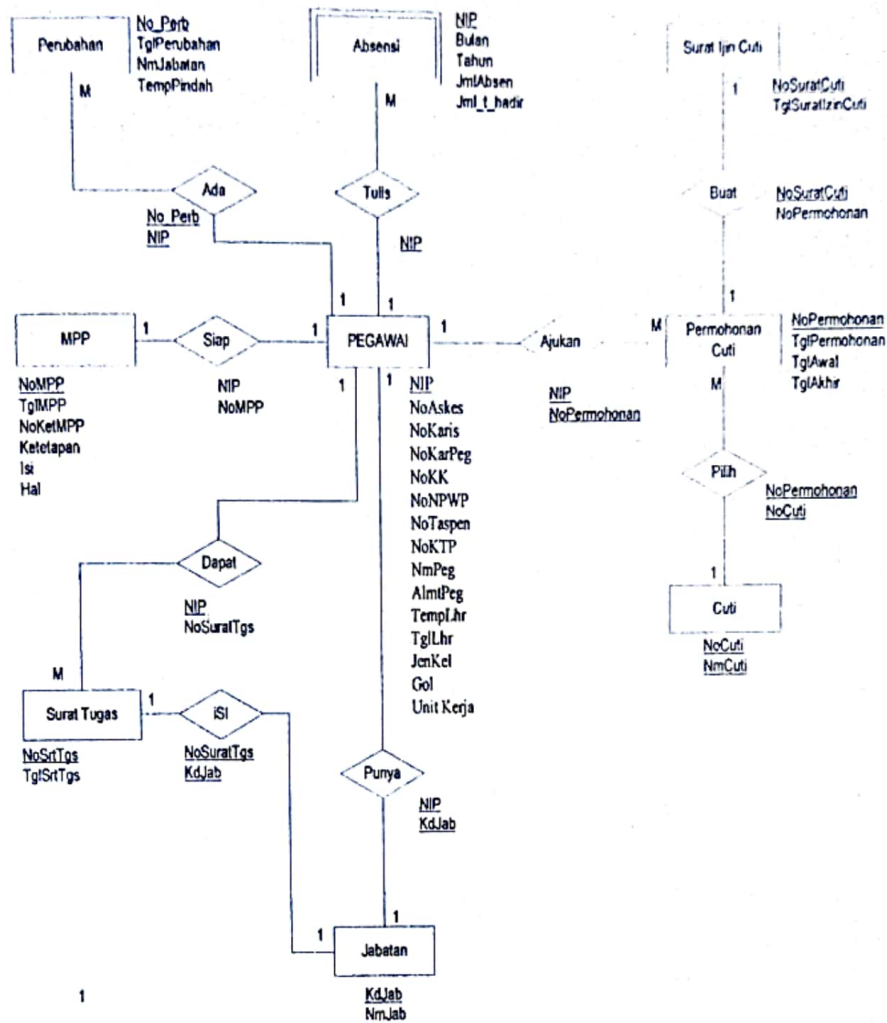 Perubahan
M
No_Perb
TglPerubahan
NmJabatan
TempPindah
Absensi
M
NIP
Bulan
Tahun
JmlAbsen
Jml_t_hadir
Surat Ijin Cuti
1
NoSuratCuti
TglSuratIzinCuti
Ada
No_Perb
NIP
Tulis
NIP
Buat
NoSuratCuti
NoPermohonan
1
1
1
MPP
1
Siap
1
PEGAWAI
1
Ajukan
M
Permohonan
Cuti
NoPermohonan
TglPermohonan
TglAwal
TglAkhir
NoMPP
TglMPP
NoKetMPP
Ketetapan
Isi
Hal
NIP
NoMPP
1
1
NIP
NoAskes
NoKaris
NoKarPeg
NoKK
NoNPWP
NoTaspen
NoKTP
NmPeg
AlmtPeg
TempLhr
TglLhr
JenKel
Gol
Unit Kerja
NIP
NoPermohonan
M
Pilih
NoPermohonan
NoCuti
1
Cuti
NoCuti
NmCuti
Dapat
NIP
NoSuratTgs
M
Surat Tugas
1
iSI
NoSrtTgs
TglSrtTgs
NoSuratTgs
KdJab
Punya
NIP
KdJab
1
1
Jabatan
KdJab
NmJab
1